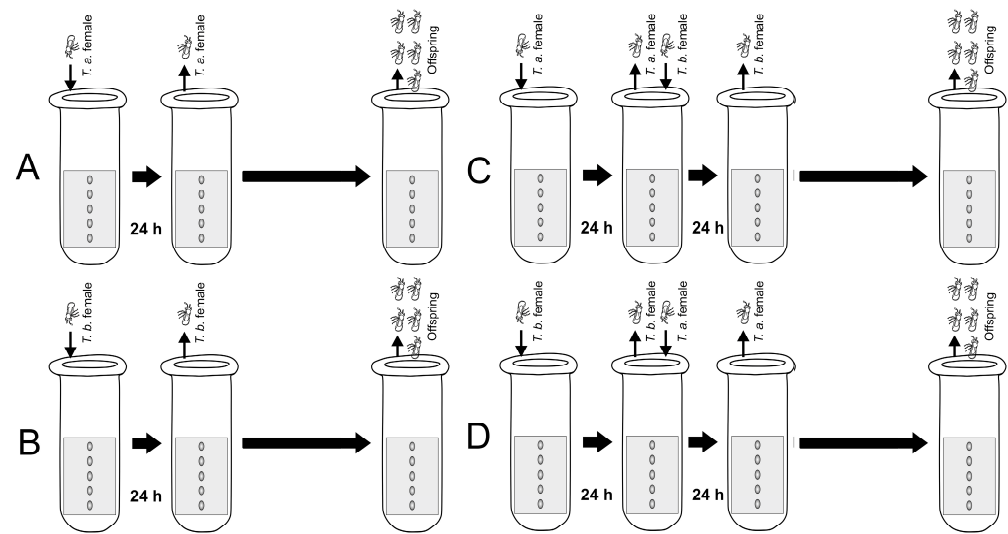 A
T. a. female
24 h
T. a. female
Offspring
C
T. a. female
24 h
T. a. female
T. b. female
24 h
T. b. female
Offspring
B
T. b. female
24 h
T. b. female
Offspring
D
T. b. female
24 h
T. b. female
T. a. female
24 h
T. a. female
Offspring